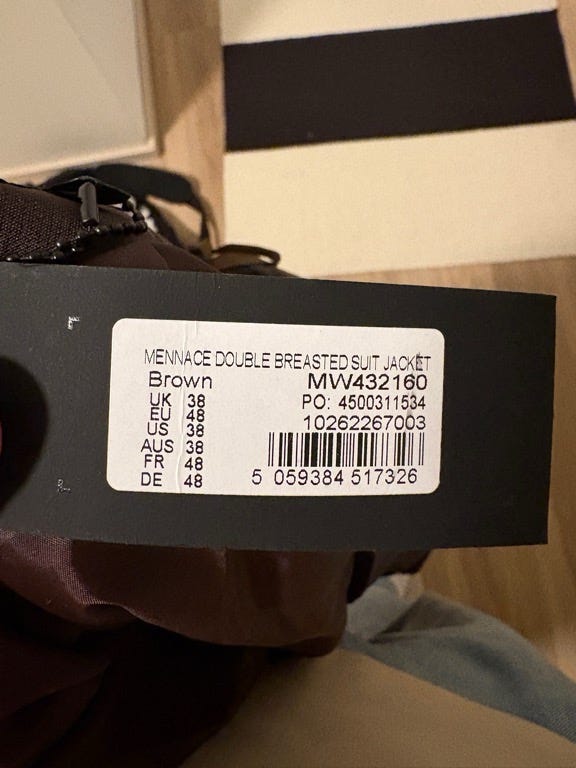 MENNACE DOUBLE BREASTED SUIT JACKET
Brown MW432160
UK 38 PO: 4500311534
EU 48 10262267003
US 38
AUS 38
FR 48
DE 48 5 059384 517326